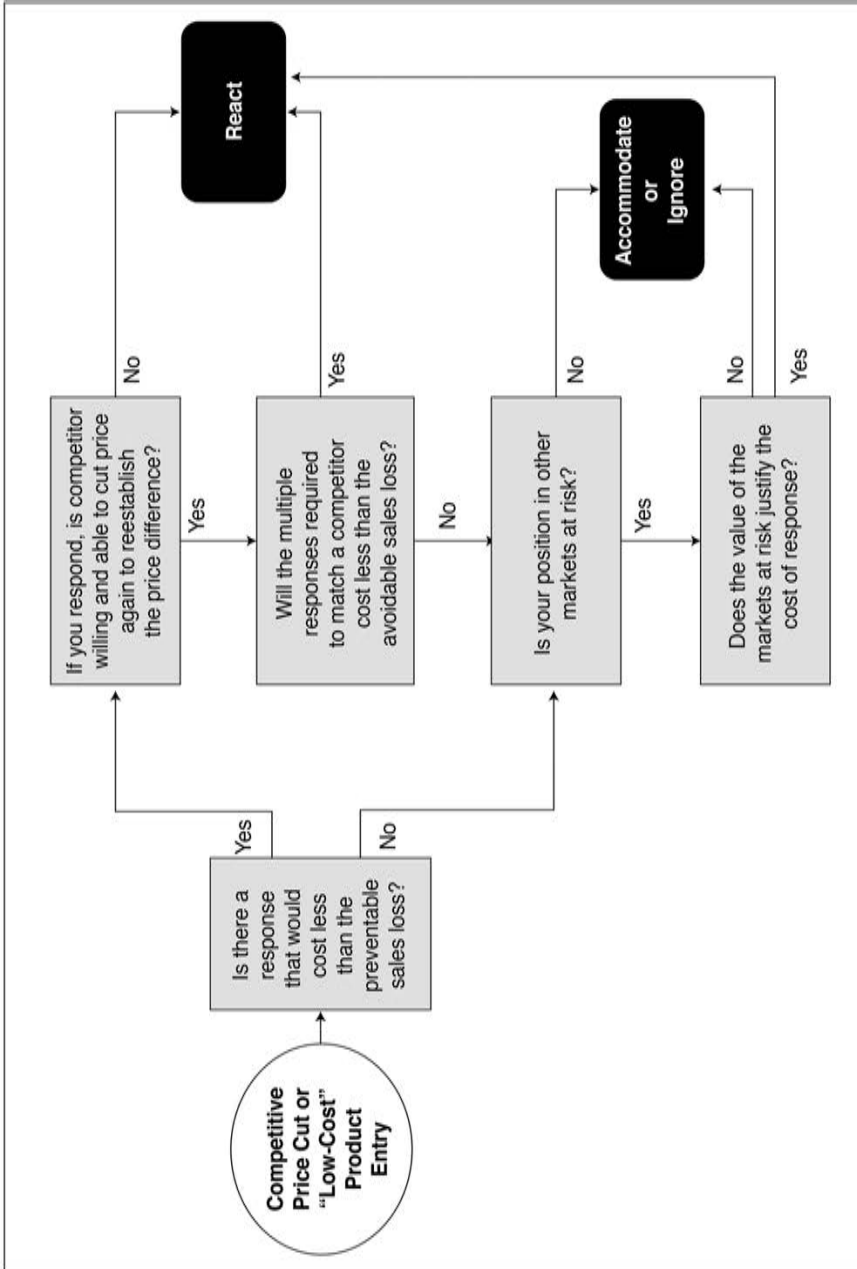 Competitive
Price Cut or
“Low-Cost”
Product
Entry
Is there a
response
that would
cost less
than the
preventable
sales loss?
Yes
No
If you respond, is competitor
willing and able to cut price
again to reestablish
the price difference?
No
Yes
Will the multiple
responses required
to match a competitor
cost less than the
avoidable sales loss?
Yes
No
Is your position in other
markets at risk?
No
Yes
Does the value of the
markets at risk justify the
cost of response?
No
Yes
React
Accommodate
or
Ignore